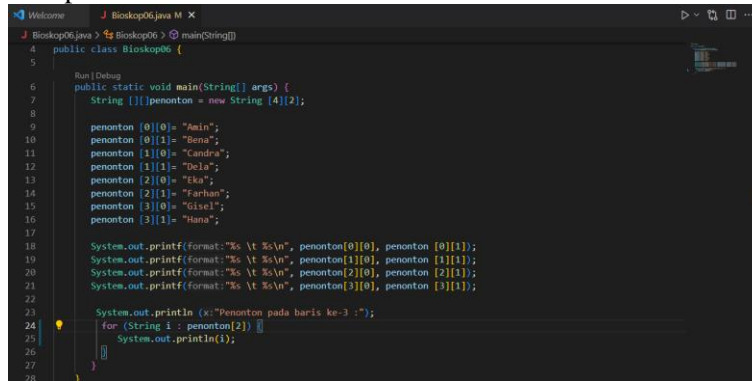 Welcome J Bioskop06.java M ×
J Bioskop06.java > Bioskop06 > main(String[])
4 public class Bioskop06 {
5
Run | Debug
6 public static void main(String[] args) {
7 String [][]penonton = new String [4][2];
8
9 penonton [0][0]= "Amin";
10 penonton [0][1]= "Bena";
11 penonton [1][0]= "Candra";
12 penonton [1][1]= "Dela";
13 penonton [2][0]= "Eka";
14 penonton [2][1]= "Farhan";
15 penonton [3][0]= "Gisel";
16 penonton [3][1]= "Hana";
17
18 System.out.printf(format:"%s \t %s\n", penonton[0][0], penonton [0][1]);
19 System.out.printf(format:"%s \t %s\n", penonton[1][0], penonton [1][1]);
20 System.out.printf(format:"%s \t %s\n", penonton[2][0], penonton [2][1]);
21 System.out.printf(format:"%s \t %s\n", penonton[3][0], penonton [3][1]);
22
23 System.out.println (x:"Penonton pada baris ke-3 :");
24 for (String i : penonton[2]) {
25 System.out.println(i);
26 }
27 }
28 }